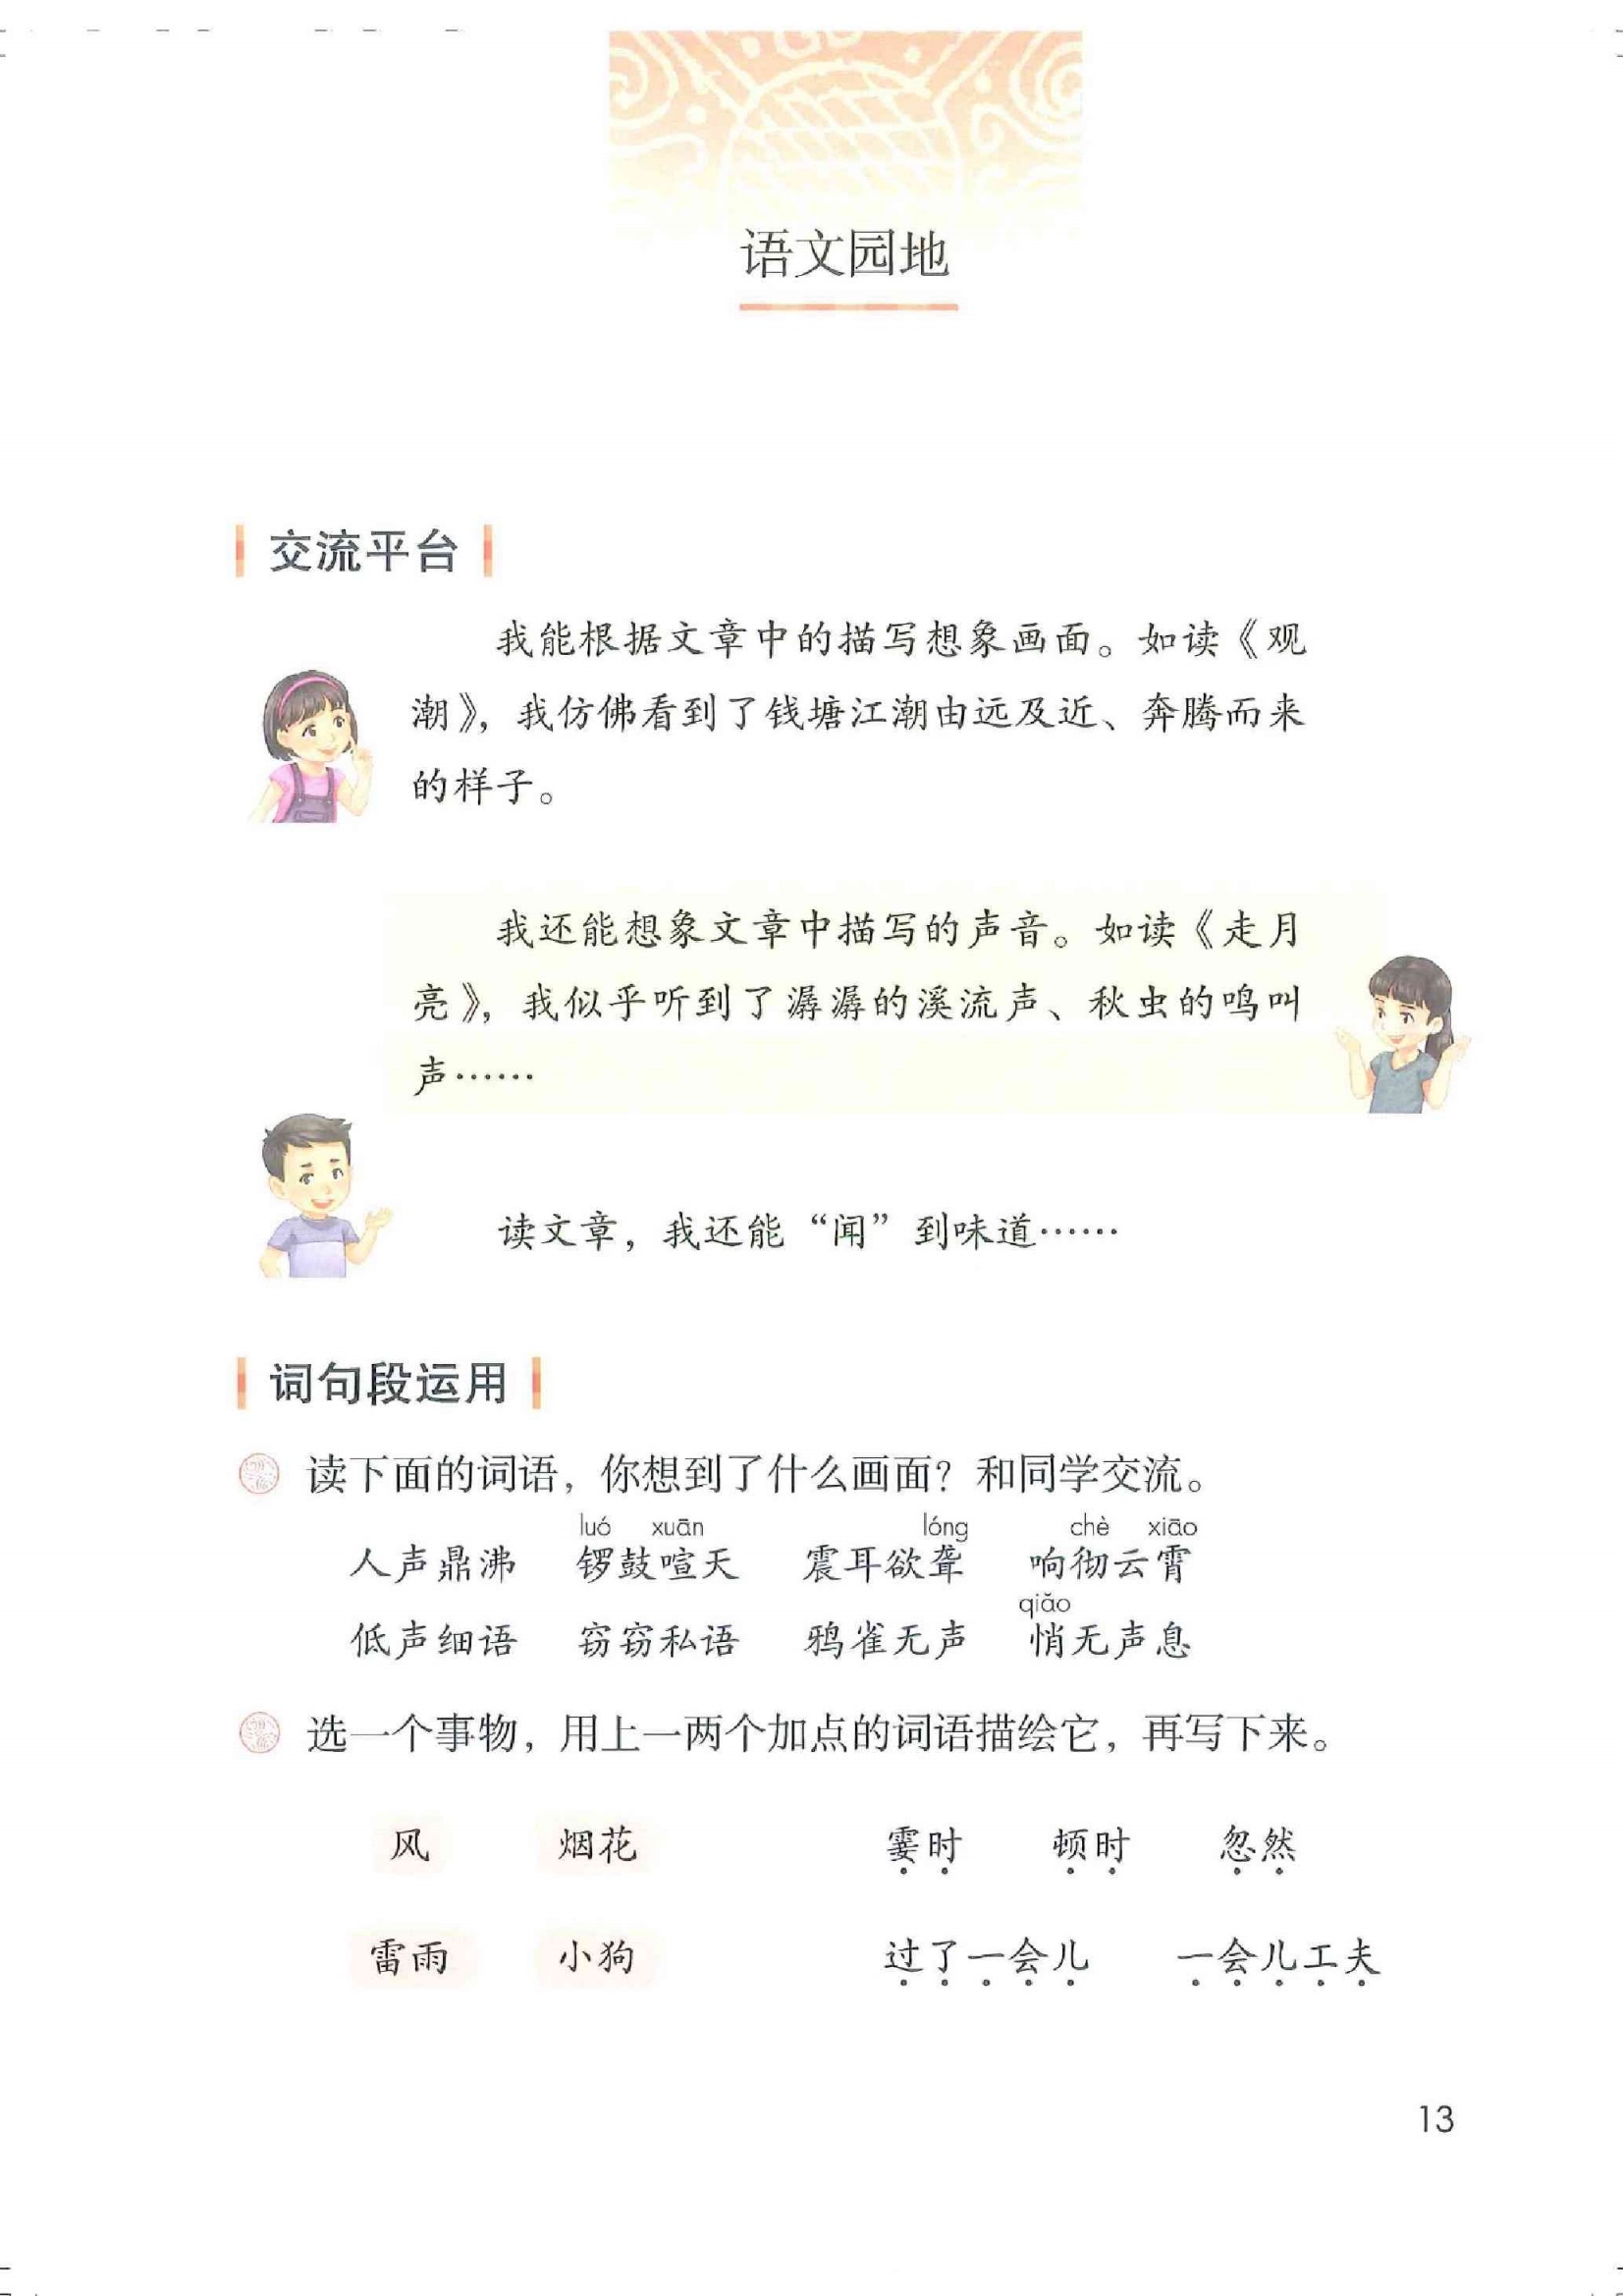 语文园地
交流平台
我能根据文章中的描写想象画面。如读《观
潮》，我仿佛看到了钱塘江潮由远及近、奔腾而来
的样子。
我还能想象文章中描写的声音。如读《走月
亮》，我似乎听到了潺潺的溪流声、秋虫的鸣叫
声……
读文章，我还能“闻”到味道……
词句段运用
读下面的词语，你想到了什么画面？和同学交流。
luó xuān lóng chè xiāo
人声鼎沸 锣鼓喧天 震耳欲聋 响彻云霄
qiǎo
低声细语 窃窃私语 鸦雀无声 悄无声息
选一个事物，用上一两个加点的词语描绘它，再写下来。
风 烟花 霎时 顿时 忽然
雷雨 小狗 过了一会儿 一会儿工夫
13